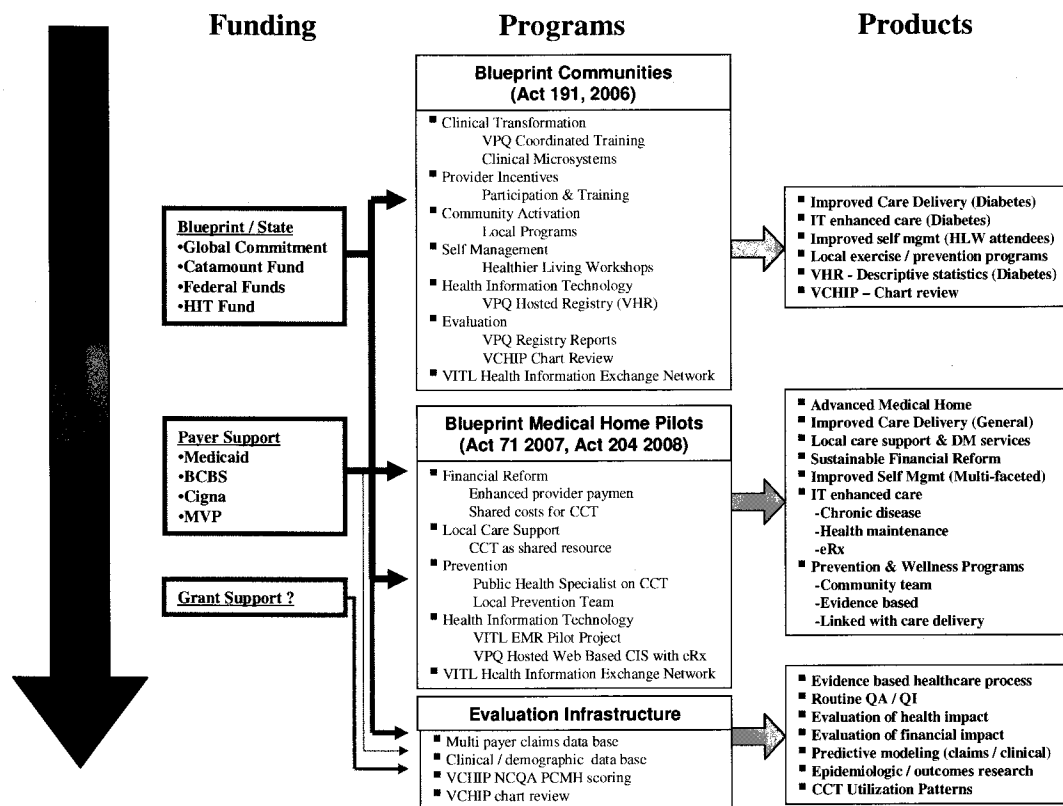 Funding
Programs
Products
Blueprint / State
•Global Commitment
•Catamount Fund
•Federal Funds
•HIT Fund
Payer Support
•Medicaid
•BCBS
•Cigna
•MVP
Grant Support ?
Blueprint Communities
(Act 191, 2006)
▪ Clinical Transformation
VPQ Coordinated Training
Clinical Microsystems
▪ Provider Incentives
Participation & Training
▪ Community Activation
Local Programs
▪ Self Management
Healthier Living Workshops
▪ Health Information Technology
VPQ Hosted Registry (VHR)
▪ Evaluation
VPQ Registry Reports
VCHIP Chart Review
▪ VITL Health Information Exchange Network
Blueprint Medical Home Pilots
(Act 71 2007, Act 204 2008)
▪ Financial Reform
Enhanced provider paymen
Shared costs for CCT
▪ Local Care Support
CCT as shared resource
▪ Prevention
Public Health Specialist on CCT
Local Prevention Team
▪ Health Information Technology
VITL EMR Pilot Project
VPQ Hosted Web Based CIS with eRx
▪ VITL Health Information Exchange Network
Evaluation Infrastructure
▪ Multi payer claims data base
▪ Clinical / demographic data base
▪ VCHIP NCQA PCMH scoring
▪ VCHIP chart review
▪ Improved Care Delivery (Diabetes)
▪ IT enhanced care (Diabetes)
▪ Improved self mgmt (HLW attendees)
▪ Local exercise / prevention programs
▪ VHR - Descriptive statistics (Diabetes)
▪ VCHIP – Chart review
▪ Advanced Medical Home
▪ Improved Care Delivery (General)
▪ Local care support & DM services
▪ Sustainable Financial Reform
▪ Improved Self Mgmt (Multi-faceted)
▪ IT enhanced care
-Chronic disease
-Health maintenance
-eRx
▪ Prevention & Wellness Programs
-Community team
-Evidence based
-Linked with care delivery
▪ Evidence based healthcare process
▪ Routine QA / QI
▪ Evaluation of health impact
▪ Evaluation of financial impact
▪ Predictive modeling (claims / clinical)
▪ Epidemiologic / outcomes research
▪ CCT Utilization Patterns